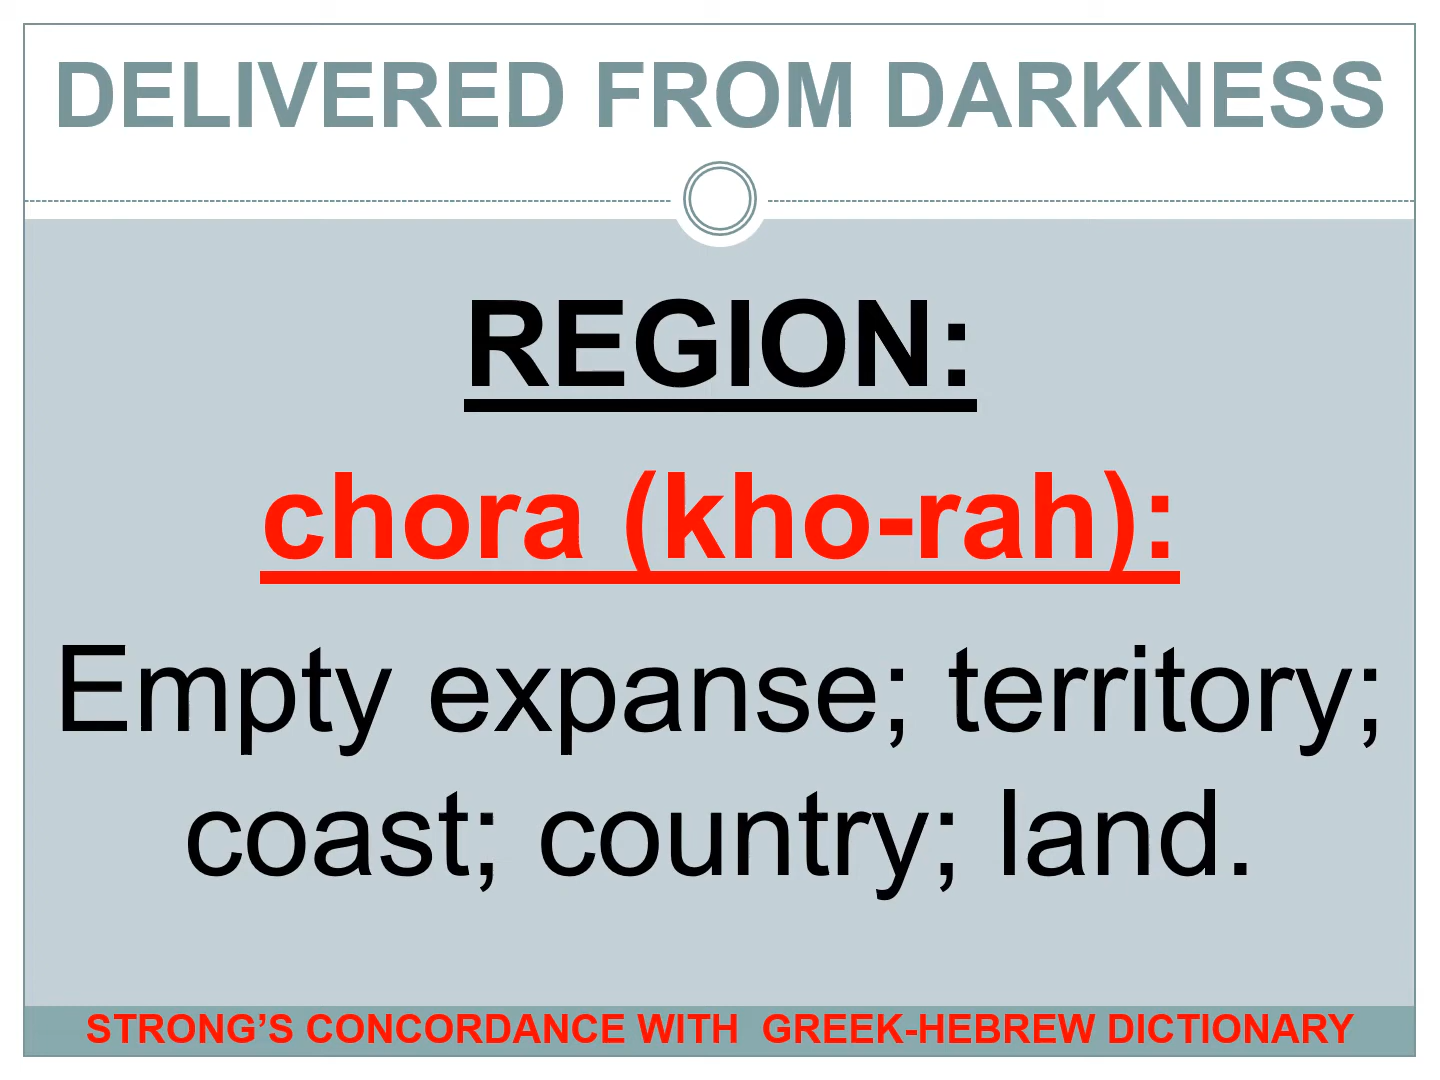 DELIVERED FROM DARKNESS
REGION:
chora (kho-rah):
Empty expanse; territory;
coast; country; land.
STRONG’S CONCORDANCE WITH  GREEK-HEBREW DICTIONARY